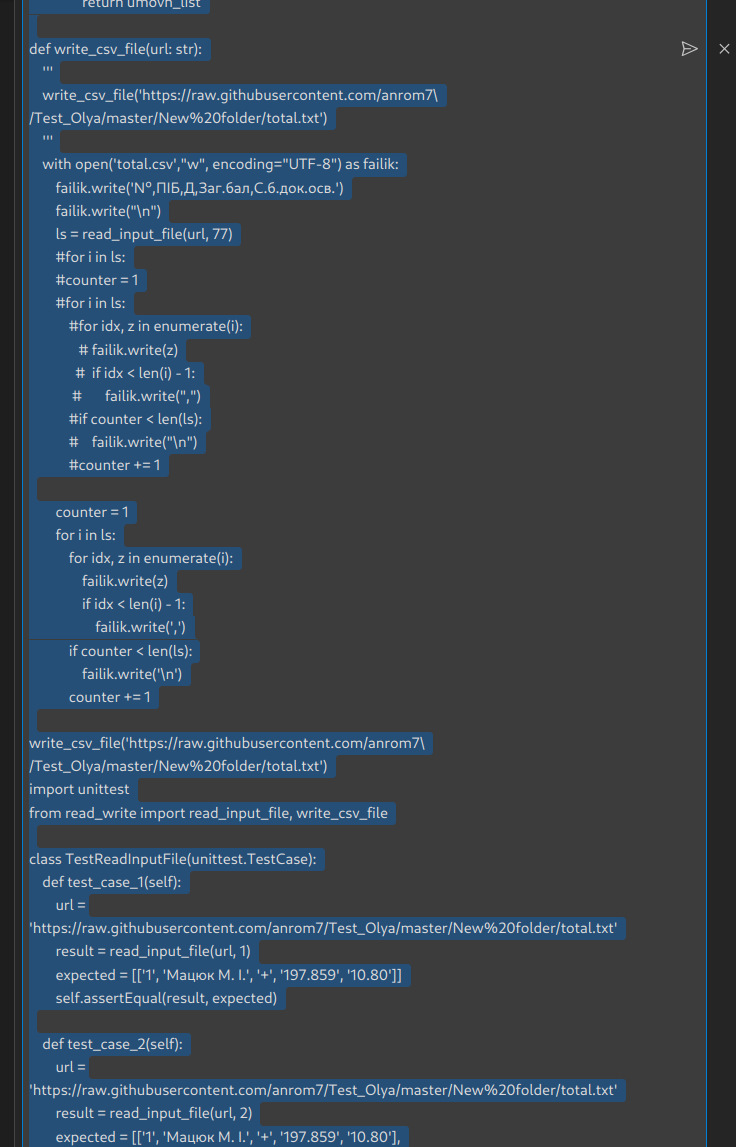 return umovn_list
def write_csv_file(url: str):
'''
write_csv_file('https://raw.githubusercontent.com/anrom7\
/Test_Olya/master/New%20folder/total.txt')
'''
with open('total.csv',"w", encoding="UTF-8") as failik:
failik.write('№,ПІБ,Д,Заг.бал,С.б.док.осв.')
failik.write("\n")
ls = read_input_file(url, 77)
#for i in ls:
#counter = 1
#for i in ls:
#for idx, z in enumerate(i):
# failik.write(z)
# if idx < len(i) - 1:
# failik.write(",")
#if counter < len(ls):
# failik.write("\n")
#counter += 1
counter = 1
for i in ls:
for idx, z in enumerate(i):
failik.write(z)
if idx < len(i) - 1:
failik.write(',')
if counter < len(ls):
failik.write('\n')
counter += 1
write_csv_file('https://raw.githubusercontent.com/anrom7\
/Test_Olya/master/New%20folder/total.txt')
import unittest
from read_write import read_input_file, write_csv_file
class TestReadInputFile(unittest.TestCase):
def test_case_1(self):
url =
'https://raw.githubusercontent.com/anrom7/Test_Olya/master/New%20folder/total.txt'
result = read_input_file(url, 1)
expected = [['1', 'Мацюк М. І.', '+', '197.859', '10.80']]
self.assertEqual(result, expected)
def test_case_2(self):
url =
'https://raw.githubusercontent.com/anrom7/Test_Olya/master/New%20folder/total.txt'
result = read_input_file(url, 2)
expected = [['1', 'Мацюк М. І.', '+', '197.859', '10.80'],